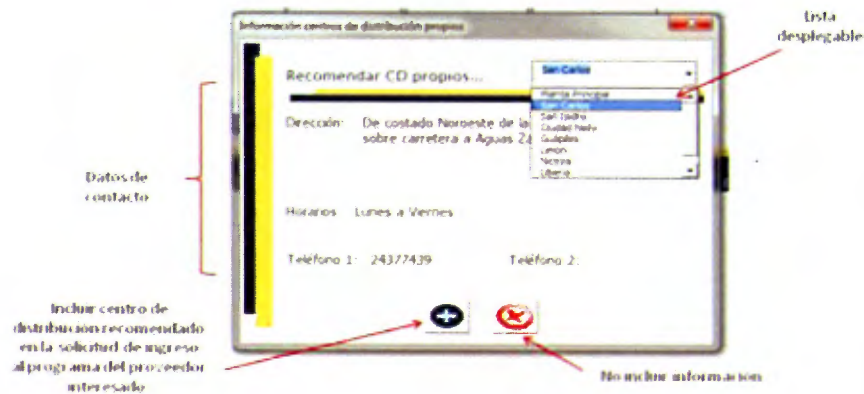 Lista
desplegable
Información centros de distribución propios
Recomendar CD propios...
San Carlos
Planta Principal
San Carlos
San Isidro
Ciudad Neily
Guápiles
Limón
Nicoya
Liberia
Dirección: De costado Noroeste de la
sobre carretera a Aguas Za
Datos de
contacto
Horarios Lunes a Viernes
Teléfono 1: 24377439 Teléfono 2:
Incluir centro de
distribución recomendado
en la solicitud de ingreso
al programa del proveedor
interesado
No incluir información